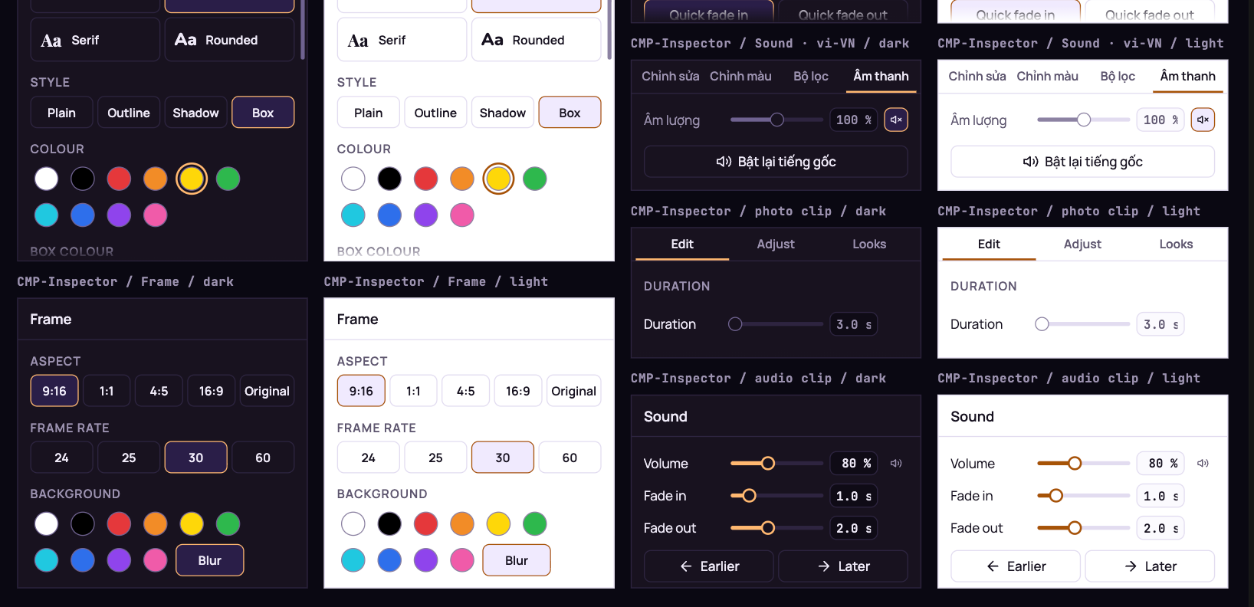 Aa Serif
Aa Rounded
STYLE
Plain Outline Shadow Box
COLOUR
BOX COLOUR
Aa Serif
Aa Rounded
STYLE
Plain Outline Shadow Box
COLOUR
BOX COLOUR
CMP-Inspector / Frame / dark
Frame
ASPECT
9:16 1:1 4:5 16:9 Original
FRAME RATE
24 25 30 60
BACKGROUND
Blur
CMP-Inspector / Frame / light
Frame
ASPECT
9:16 1:1 4:5 16:9 Original
FRAME RATE
24 25 30 60
BACKGROUND
Blur
Quick fade in Quick fade out
CMP-Inspector / Sound · vi-VN / dark
Chỉnh sửa Chỉnh màu Bộ lọc Âm thanh
Âm lượng 100 %
Bật lại tiếng gốc
CMP-Inspector / photo clip / dark
Edit Adjust Looks
DURATION
Duration 3.0 s
CMP-Inspector / audio clip / dark
Sound
Volume 80 %
Fade in 1.0 s
Fade out 2.0 s
← Earlier → Later
Quick fade in Quick fade out
CMP-Inspector / Sound · vi-VN / light
Chỉnh sửa Chỉnh màu Bộ lọc Âm thanh
Âm lượng 100 %
Bật lại tiếng gốc
CMP-Inspector / photo clip / light
Edit Adjust Looks
DURATION
Duration 3.0 s
CMP-Inspector / audio clip / light
Sound
Volume 80 %
Fade in 1.0 s
Fade out 2.0 s
← Earlier → Later